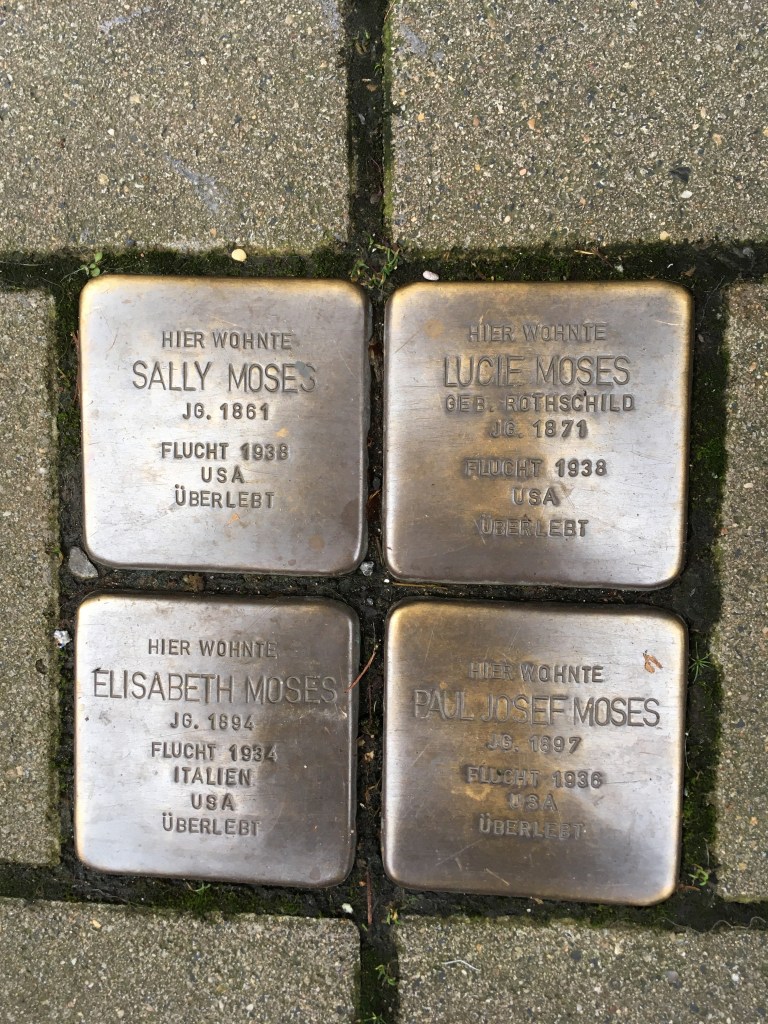 HIER WOHNTE
SALLY MOSES
JG. 1861
FLUCHT 1938
USA
ÜBERLEBT
HIER WOHNTE
LUCIE MOSES
GEB. ROTHSCHILD
JG. 1871
FLUCHT 1938
USA
ÜBERLEBT
HIER WOHNTE
ELISABETH MOSES
JG. 1894
FLUCHT 1934
ITALIEN
USA
ÜBERLEBT
HIER WOHNTE
PAUL JOSEF MOSES
JG. 1897
FLUCHT 1936
USA
ÜBERLEBT